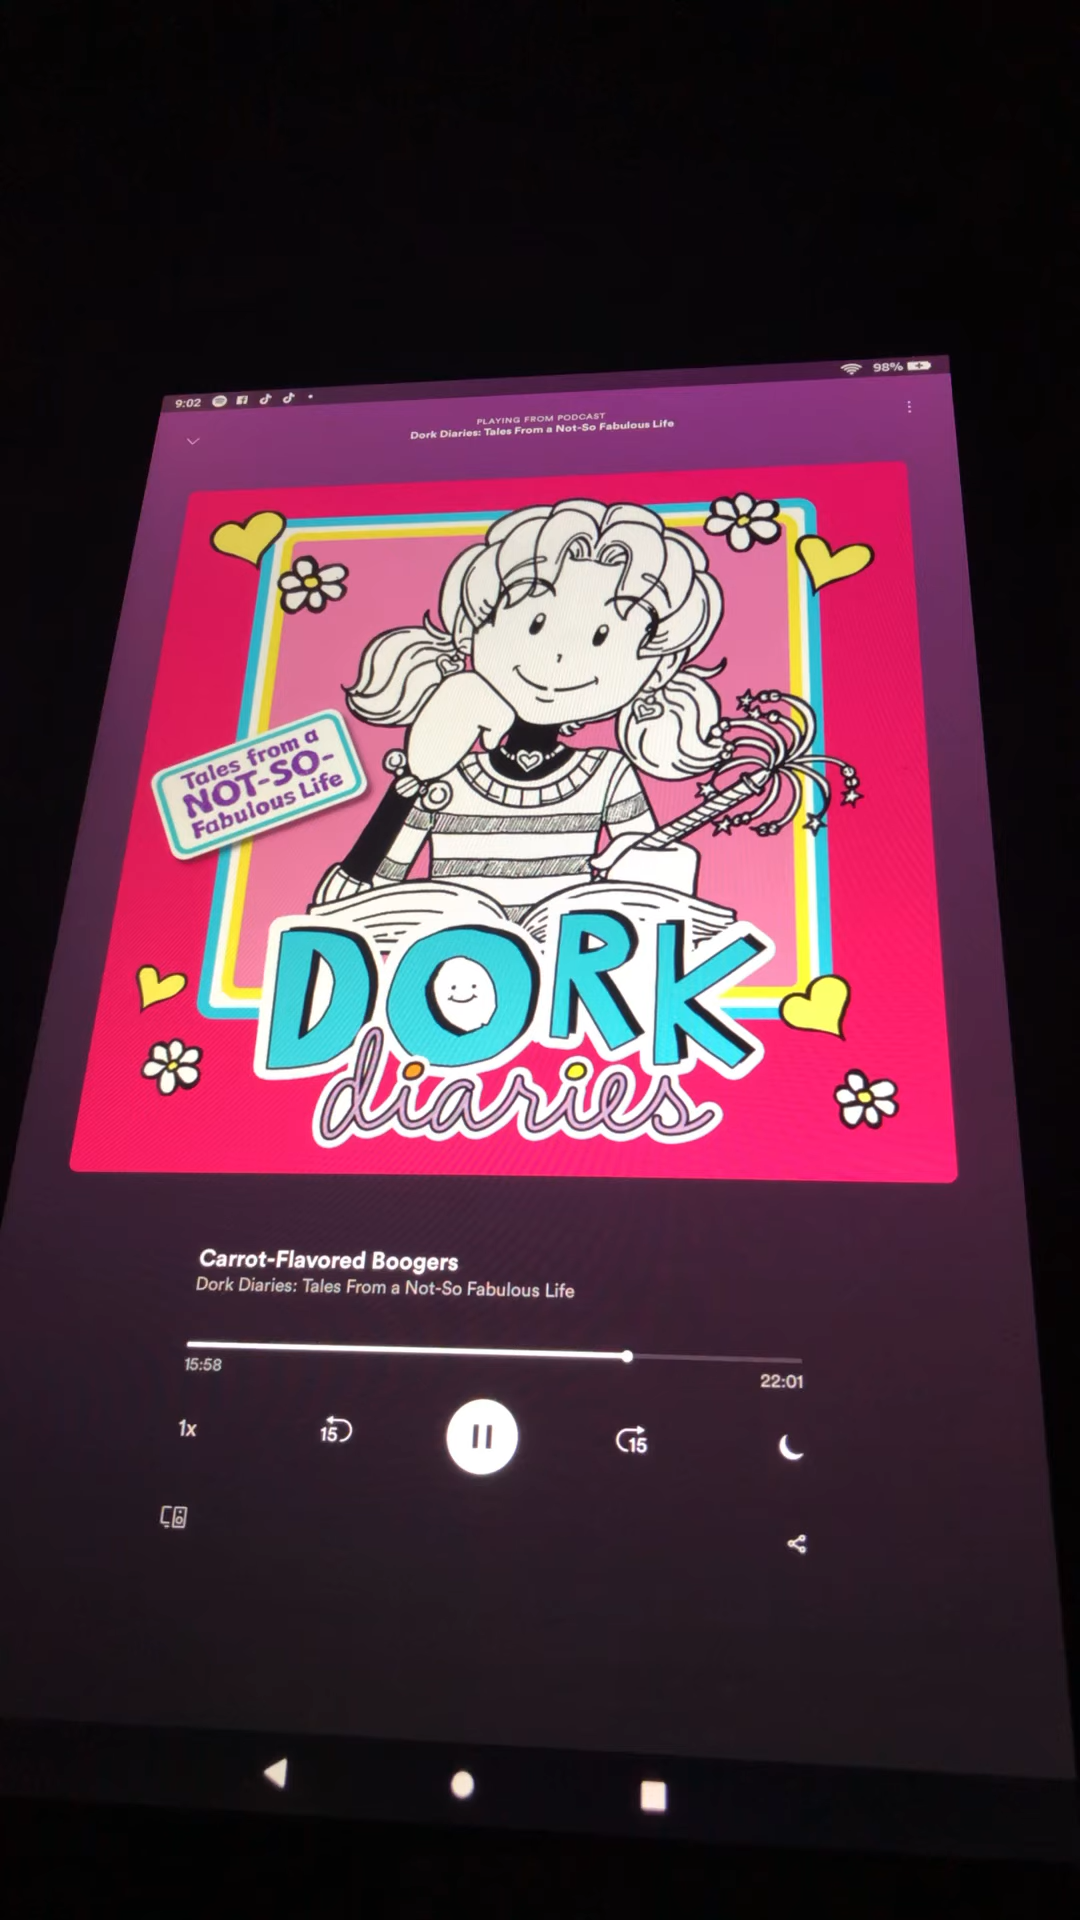 9:02
98%
PLAYING FROM PODCAST
Dork Diaries: Tales From a Not-So Fabulous Life
Tales from a
NOT-SO-
Fabulous Life
DORK
diaries
Carrot-Flavored Boogers
Dork Diaries: Tales From a Not-So Fabulous Life
15:58
22:01
1x
15
15